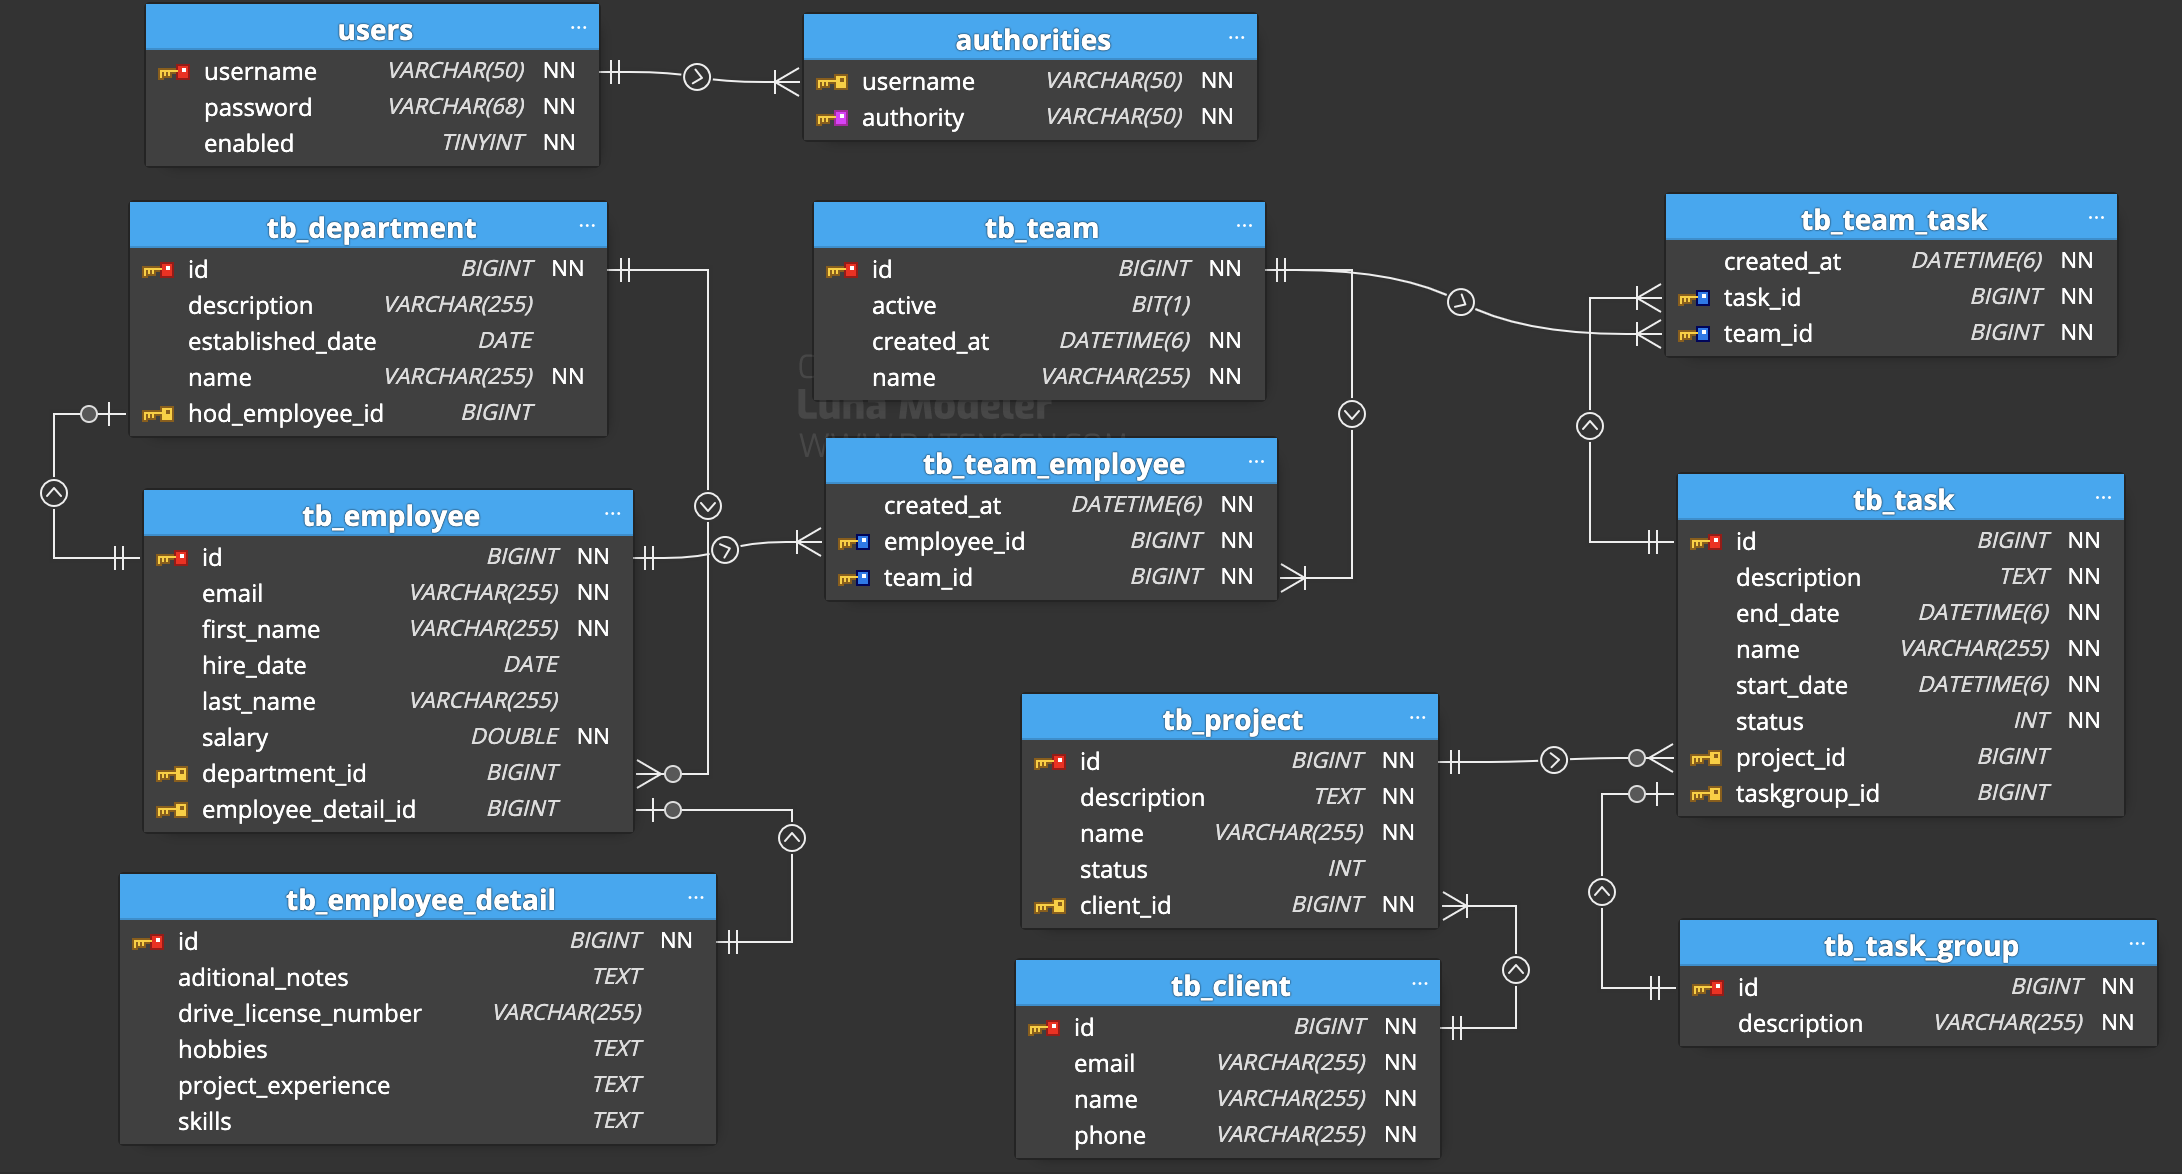 users ...
username VARCHAR(50) NN
password VARCHAR(68) NN
enabled TINYINT NN
authorities ...
username VARCHAR(50) NN
authority VARCHAR(50) NN
tb_department ...
id BIGINT NN
description VARCHAR(255)
established_date DATE
name VARCHAR(255) NN
hod_employee_id BIGINT
tb_team ...
id BIGINT NN
active BIT(1)
created_at DATETIME(6) NN
name VARCHAR(255) NN
Luna Modeler
tb_team_task ...
created_at DATETIME(6) NN
task_id BIGINT NN
team_id BIGINT NN
tb_employee ...
id BIGINT NN
email VARCHAR(255) NN
first_name VARCHAR(255) NN
hire_date DATE
last_name VARCHAR(255)
salary DOUBLE NN
department_id BIGINT
employee_detail_id BIGINT
tb_team_employee ...
created_at DATETIME(6) NN
employee_id BIGINT NN
team_id BIGINT NN
tb_task ...
id BIGINT NN
description TEXT NN
end_date DATETIME(6) NN
name VARCHAR(255) NN
start_date DATETIME(6) NN
status INT NN
project_id BIGINT
taskgroup_id BIGINT
tb_project ...
id BIGINT NN
description TEXT NN
name VARCHAR(255) NN
status INT
client_id BIGINT NN
tb_employee_detail ...
id BIGINT NN
aditional_notes TEXT
drive_license_number VARCHAR(255)
hobbies TEXT
project_experience TEXT
skills TEXT
tb_client ...
id BIGINT NN
email VARCHAR(255) NN
name VARCHAR(255) NN
phone VARCHAR(255) NN
tb_task_group ...
id BIGINT NN
description VARCHAR(255) NN